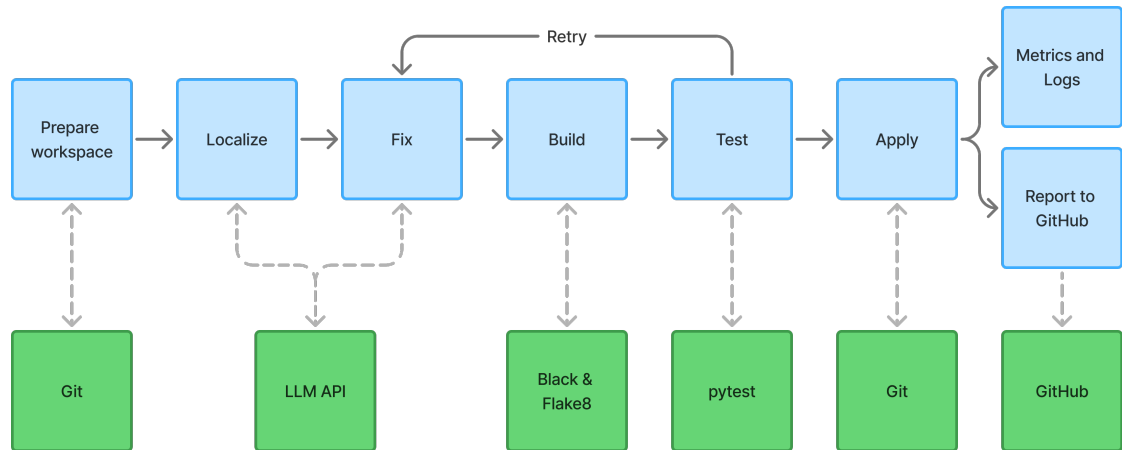 Retry
Metrics and
Logs
Prepare
workspace
Localize
Fix
Build
Test
Apply
Report to
GitHub
Git
LLM API
Black &
Flake8
pytest
Git
GitHub